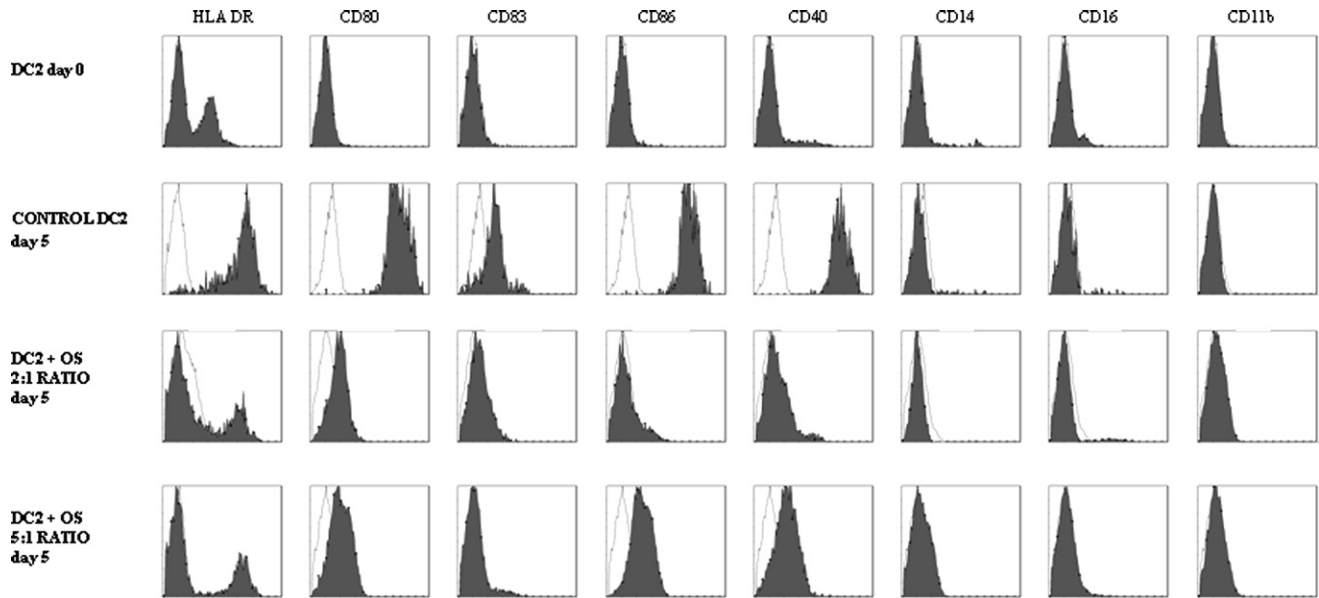 HLA DR CD80 CD83 CD86 CD40 CD14 CD16 CD11b
DC2 day 0
CONTROL DC2
day 5
DC2 + OS
2:1 RATIO
day 5
DC2 + OS
5:1 RATIO
day 5